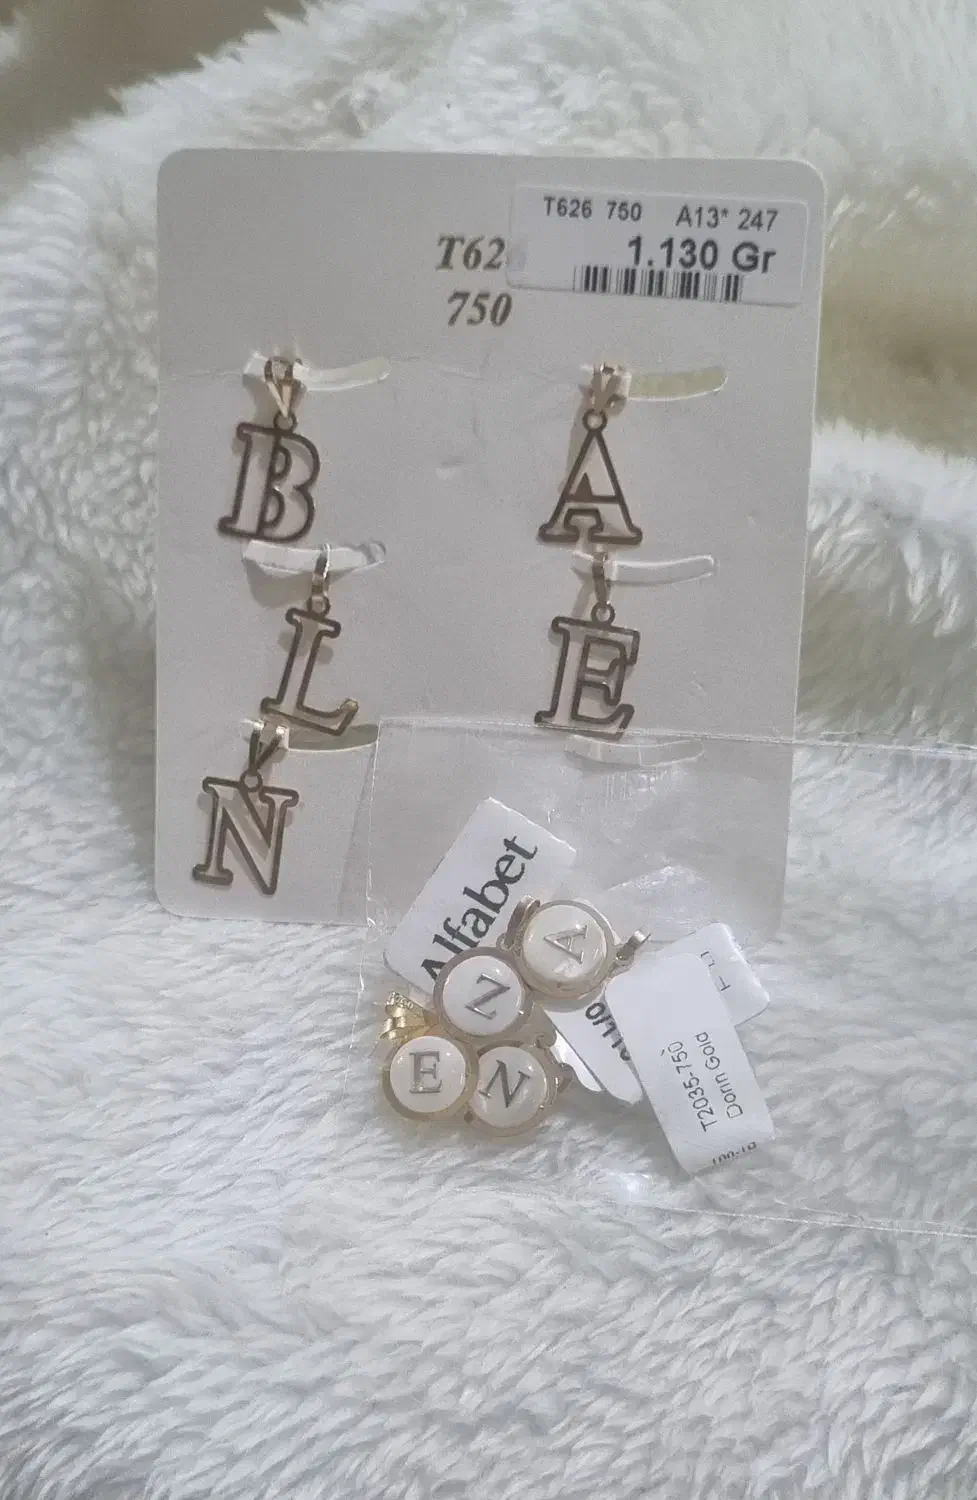 T626 750 A13* 247
1.130 Gr
T62
750
B A
L E
N
Alfabet
A
N
E N
T2035-750
Dorin Gold